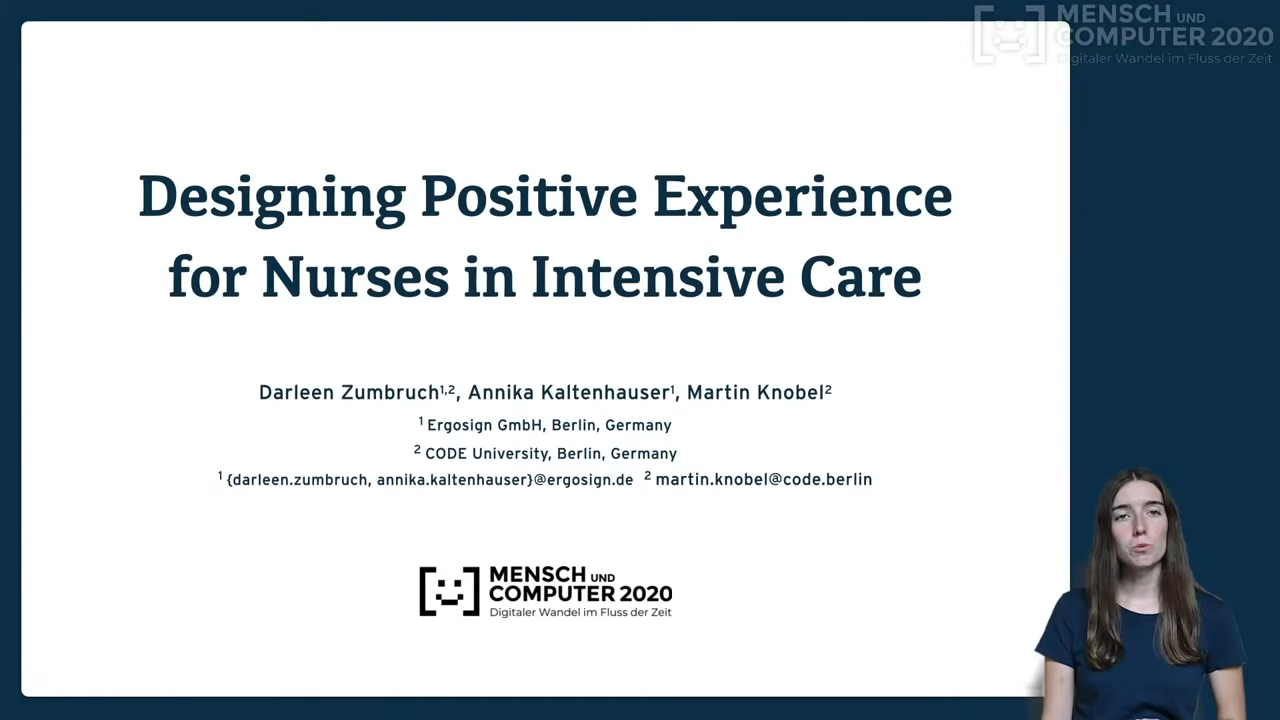 MENSCH UND
COMPUTER 2020
Digitaler Wandel im Fluss der Zeit
Designing Positive Experience
for Nurses in Intensive Care
Darleen Zumbruch¹,², Annika Kaltenhauser¹, Martin Knobel²
¹ Ergosign GmbH, Berlin, Germany
² CODE University, Berlin, Germany
¹ {darleen.zumbruch, annika.kaltenhauser}@ergosign.de ² martin.knobel@code.berlin
MENSCH UND
COMPUTER 2020
Digitaler Wandel im Fluss der Zeit